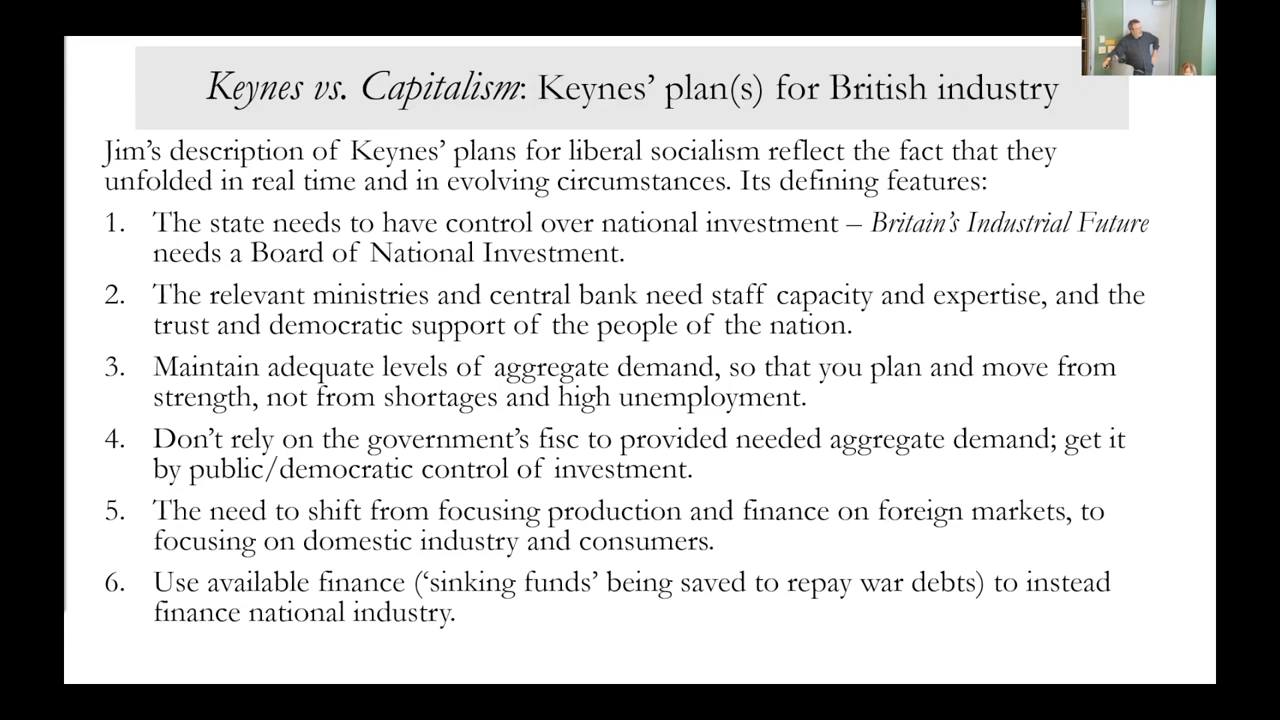 Keynes vs. Capitalism: Keynes’ plan(s) for British industry
Jim’s description of Keynes’ plans for liberal socialism reflect the fact that they
unfolded in real time and in evolving circumstances. Its defining features:
1. The state needs to have control over national investment – Britain’s Industrial Future
needs a Board of National Investment.
2. The relevant ministries and central bank need staff capacity and expertise, and the
trust and democratic support of the people of the nation.
3. Maintain adequate levels of aggregate demand, so that you plan and move from
strength, not from shortages and high unemployment.
4. Don’t rely on the government’s fisc to provided needed aggregate demand; get it
by public/democratic control of investment.
5. The need to shift from focusing production and finance on foreign markets, to
focusing on domestic industry and consumers.
6. Use available finance (‘sinking funds’ being saved to repay war debts) to instead
finance national industry.